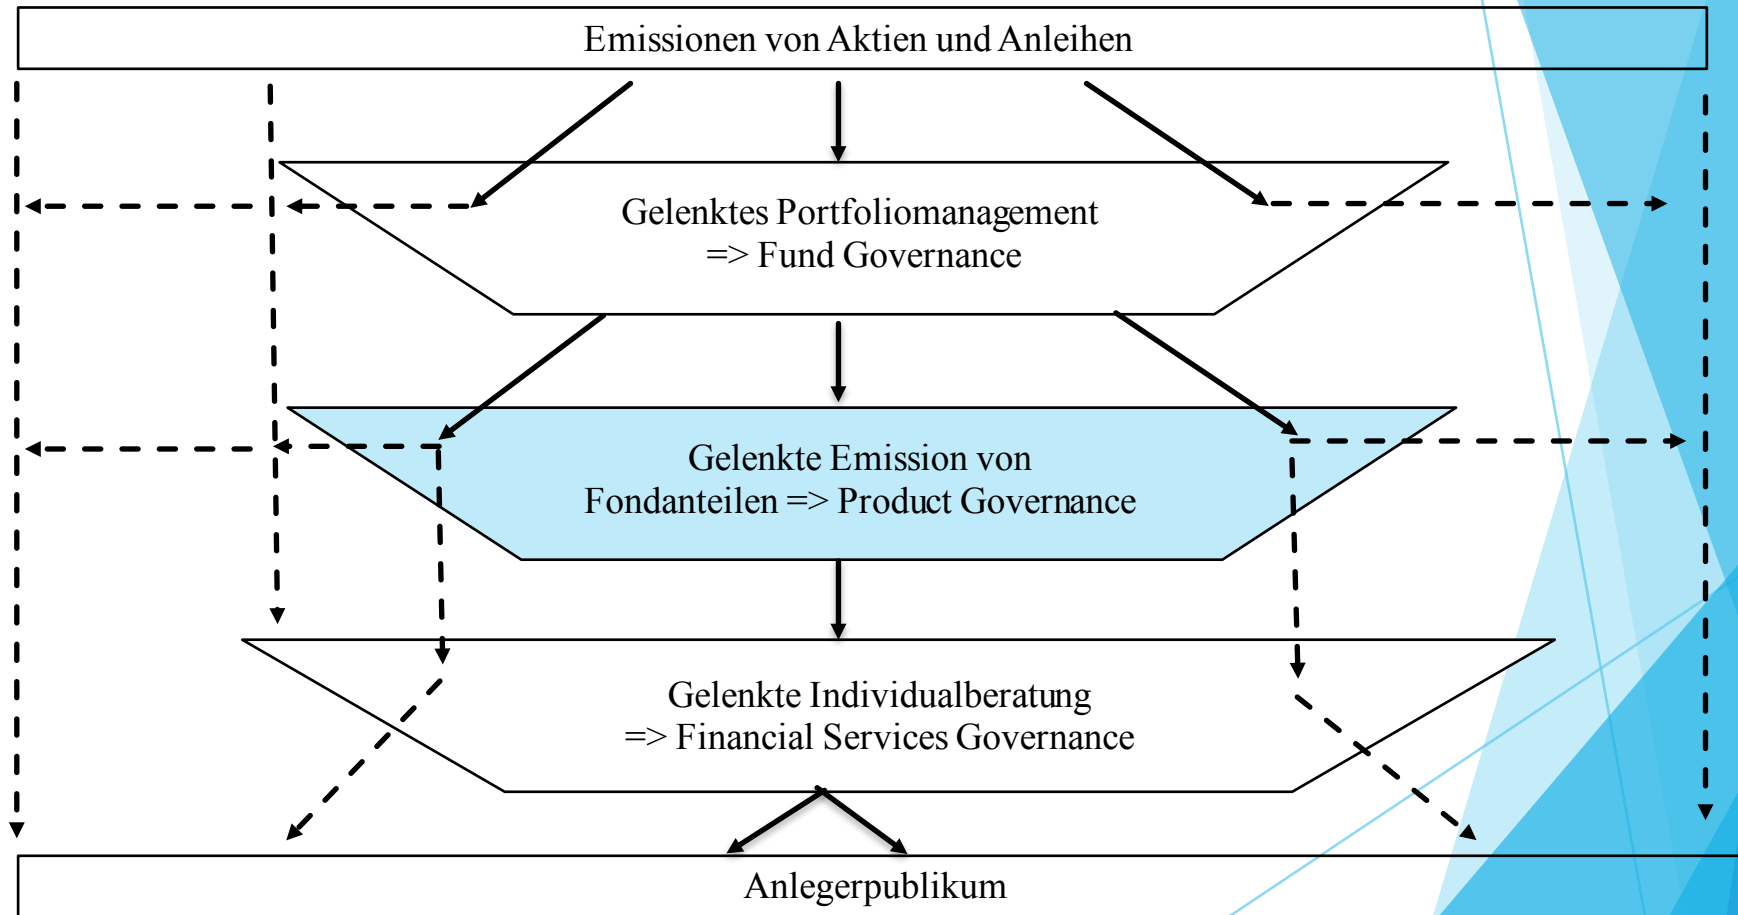 Emissionen von Aktien und Anleihen
Gelenktes Portfoliomanagement
=> Fund Governance
Gelenkte Emission von
Fondanteilen => Product Governance
Gelenkte Individualberatung
=> Financial Services Governance
Anlegerpublikum